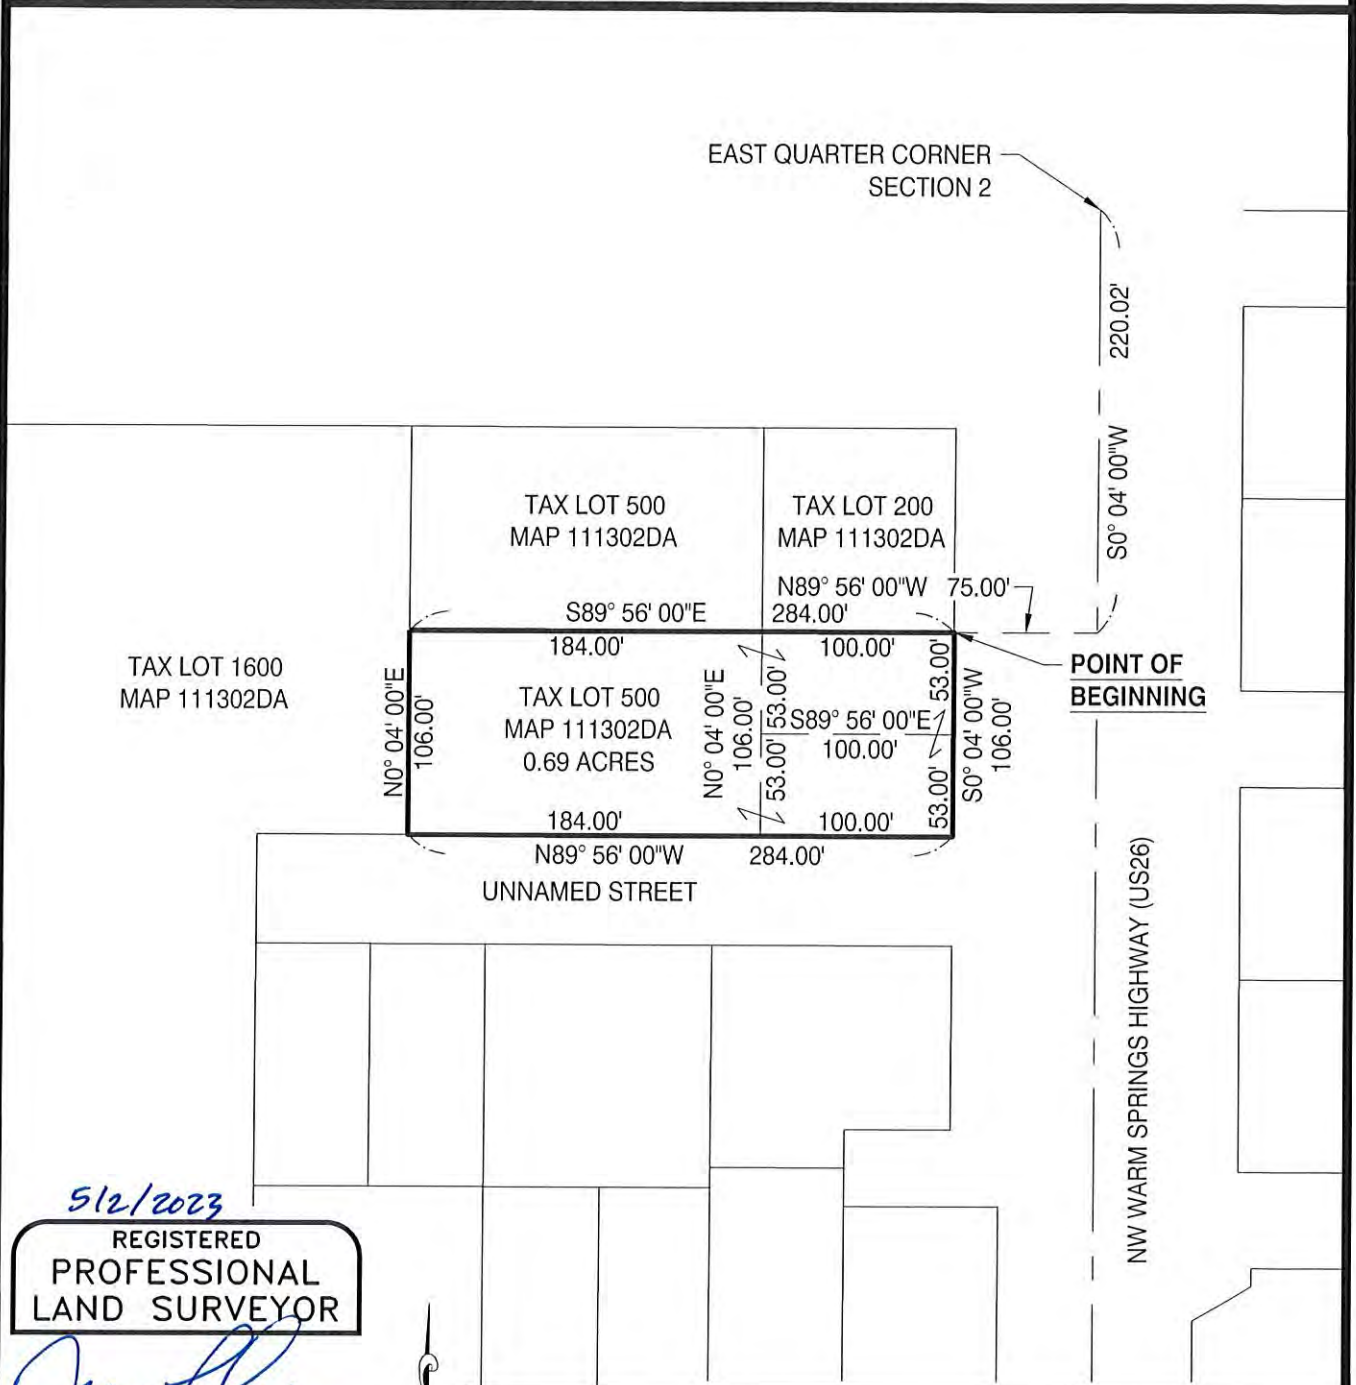 EAST QUARTER CORNER
SECTION 2
220.02'
S0° 04' 00"W
TAX LOT 500
MAP 111302DA
TAX LOT 200
MAP 111302DA
N89° 56' 00"W 75.00'
S89° 56' 00"E 284.00'
184.00'
100.00'
POINT OF
BEGINNING
TAX LOT 1600
MAP 111302DA
N0° 04' 00"E
106.00'
TAX LOT 500
MAP 111302DA
0.69 ACRES
N0° 04' 00"E
106.00'
53.00'
53.00'
S89° 56' 00"E
100.00'
53.00'
53.00'
S0° 04' 00"W
106.00'
184.00'
100.00'
N89° 56' 00"W 284.00'
UNNAMED STREET
NW WARM SPRINGS HIGHWAY (US26)
5/2/2023
REGISTERED
PROFESSIONAL
LAND SURVEYOR